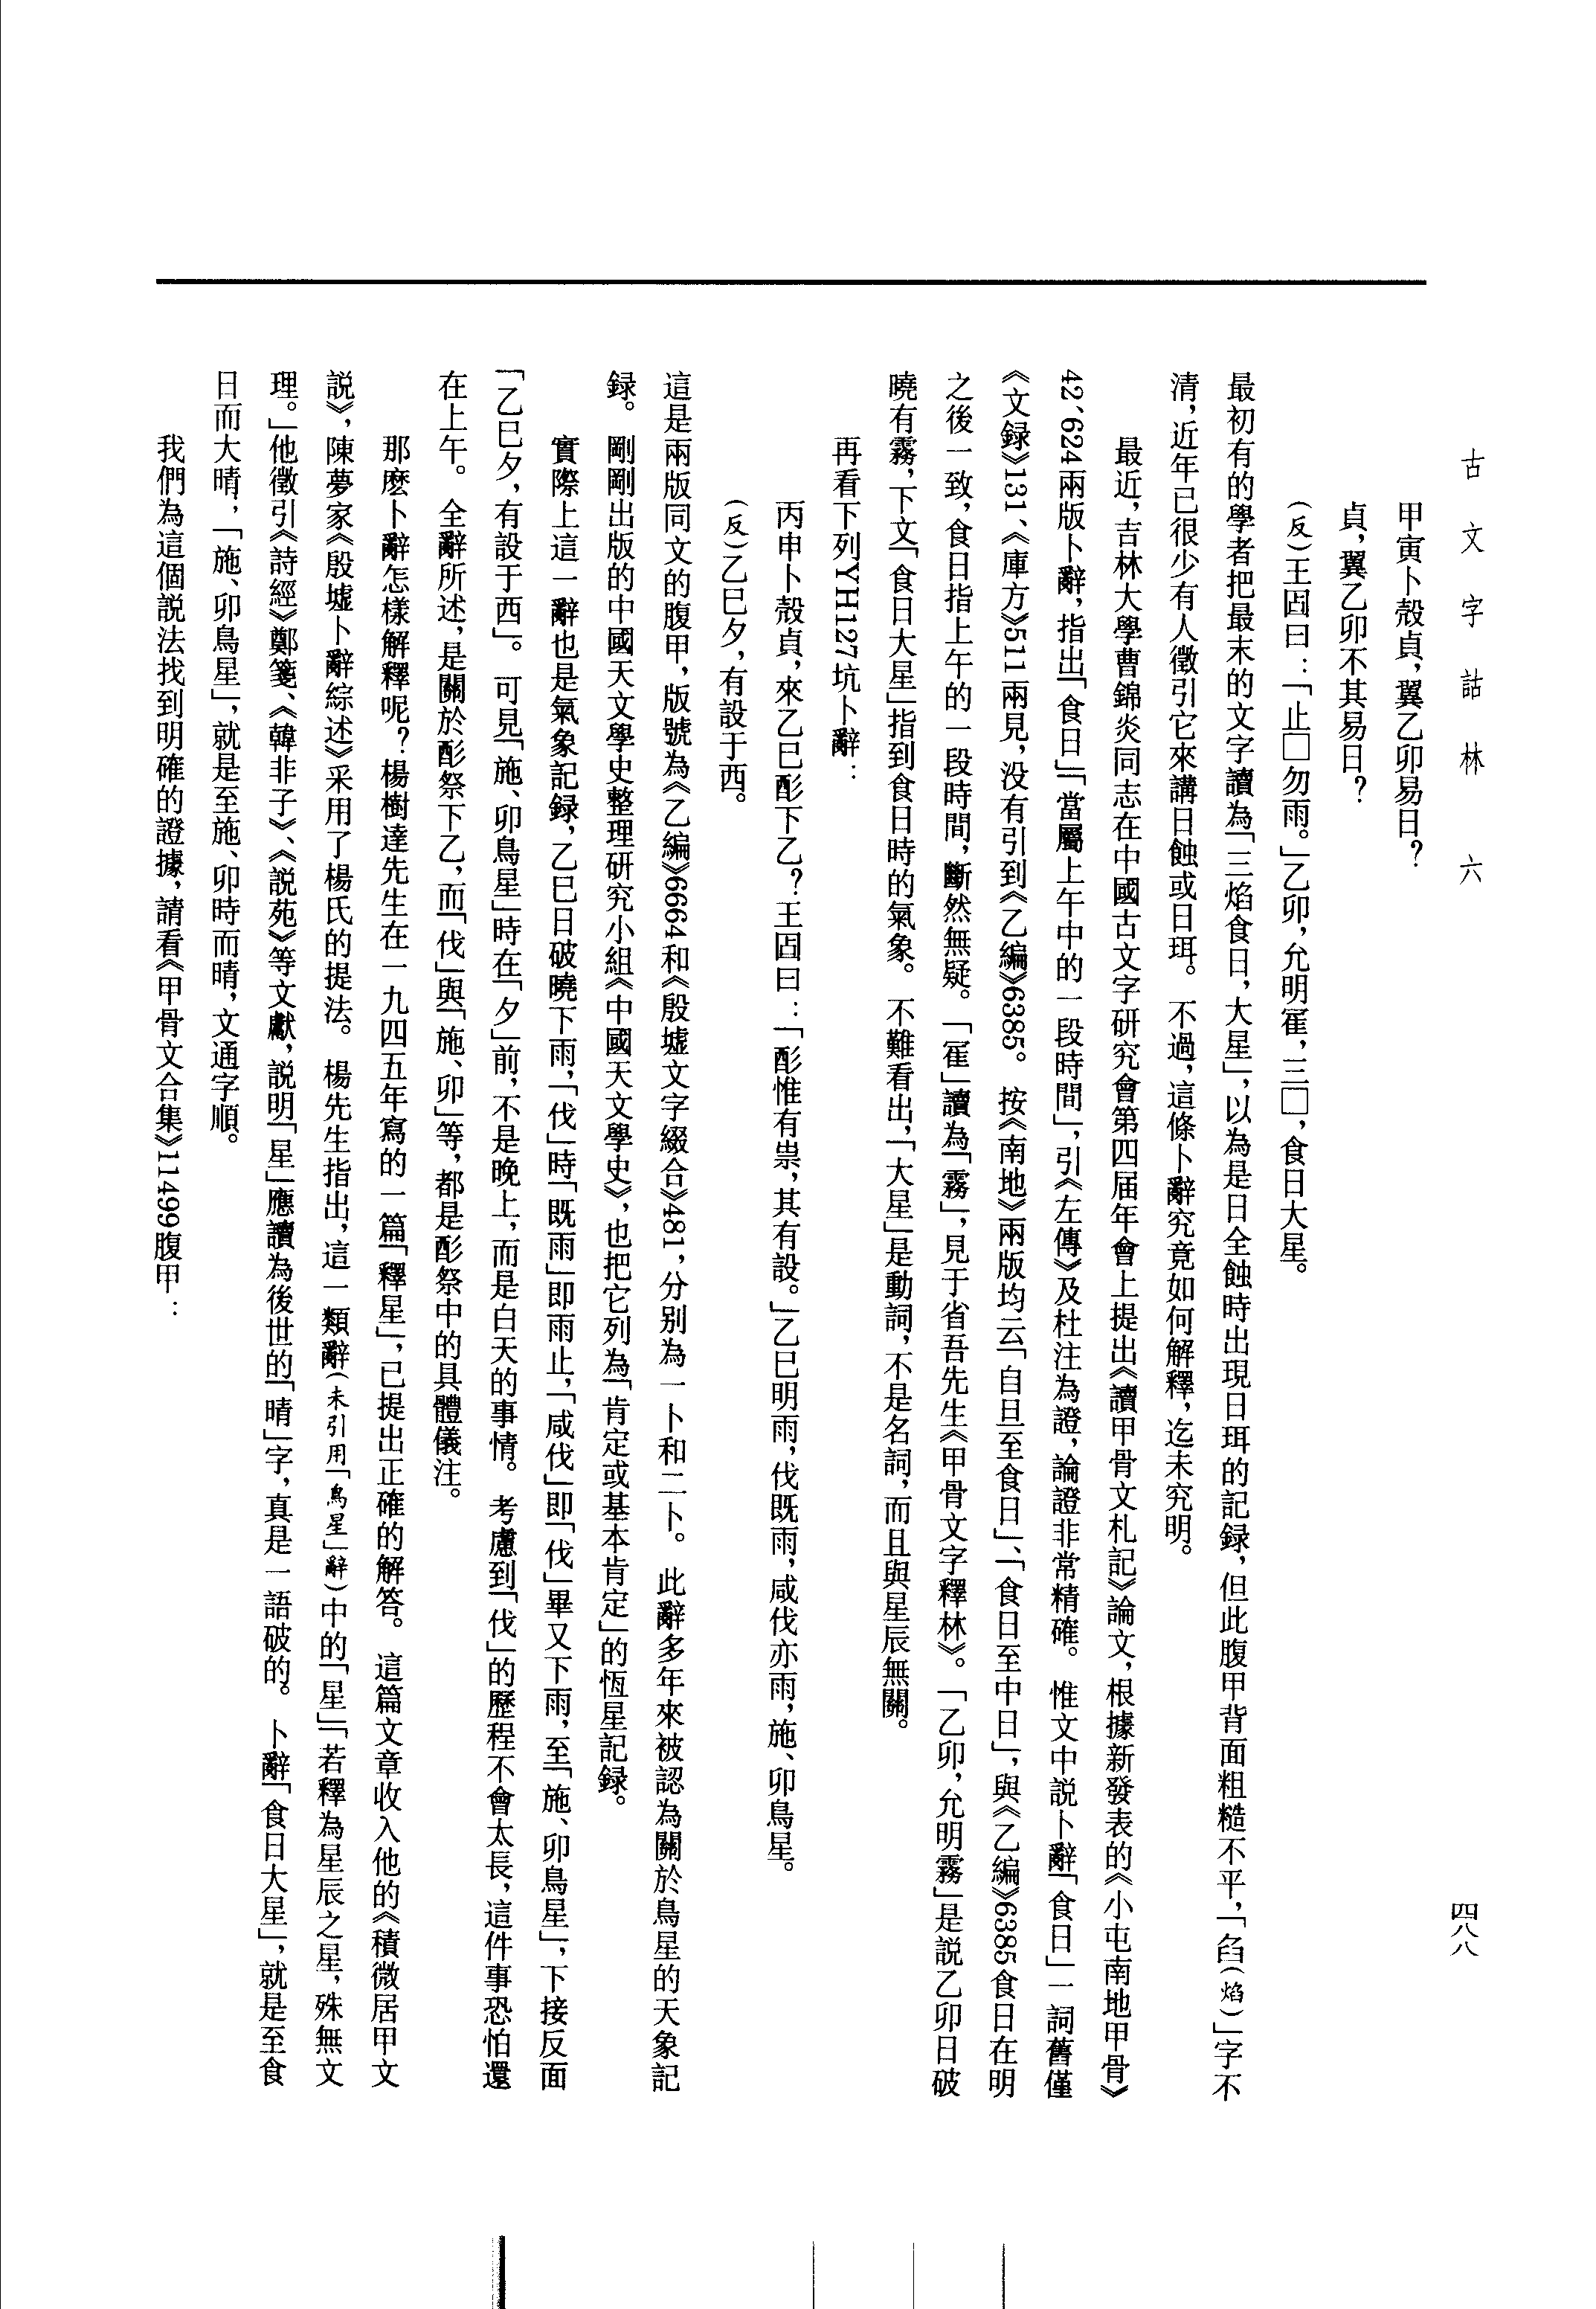 古文字詁林 六
四八八
甲寅卜殼貞，翼乙卯易日？
貞，翼乙卯不其易日？
（反）王固曰：「止□勿雨。」乙卯，允明霍，三□，食日大星。
最初有的學者把最末的文字讀為「三焰食日，大星」，以為是日全蝕時出現日珥的記録，但此腹甲背面粗糙不平，「臽（焰）」字不
清，近年已很少有人徵引它來講日蝕或日珥。不過，這條卜辭究竟如何解釋，迄未究明。
最近，吉林大學曹錦炎同志在中國古文字研究會第四届年會上提出《讀甲骨文札記》論文，根據新發表的《小屯南地甲骨》
42、624兩版卜辭，指出「食日」「當屬上午中的一段時間」，引《左傳》及杜注為證，論證非常精確。惟文中説卜辭「食日」一詞舊僅
《文録》131、《庫方》511兩見，没有引到《乙編》6385。按《南地》兩版均云「自旦至食日」、「食日至中日」，與《乙編》6385食日在明
之後一致，食日指上午的一段時間，斷然無疑。「霍」讀為「霧」，見于省吾先生《甲骨文字釋林》。「乙卯，允明霧」是説乙卯日破
曉有霧，下文「食日大星」指到食日時的氣象。不難看出，「大星」是動詞，不是名詞，而且與星辰無關。
再看下列YH127坑卜辭：
丙申卜殼貞，來乙巳酌下乙？王固曰：「酌惟有祟，其有設。」乙巳明雨，伐既雨，咸伐亦雨，施、卯鳥星。
（反）乙巳夕，有設于西。
這是兩版同文的腹甲，版號為《乙編》6664和《殷墟文字綴合》481，分别為一卜和二卜。此辭多年來被認為關於鳥星的天象記
録。剛剛出版的中國天文學史整理研究小組《中國天文學史》，也把它列為「肯定或基本肯定」的恆星記録。
實際上這一辭也是氣象記録，乙巳日破曉下雨，「伐」時「既雨」即雨止，「咸伐」即「伐」畢又下雨，至「施、卯鳥星」，下接反面
「乙巳夕，有設于西」。可見「施、卯鳥星」時在「夕」前，不是晚上，而是白天的事情。考慮到「伐」的歷程不會太長，這件事恐怕還
在上午。全辭所述，是關於酌祭下乙，而「伐」與「施、卯」等，都是酌祭中的具體儀注。
那麽卜辭怎樣解釋呢？楊樹達先生在一九四五年寫的一篇「釋星」，已提出正確的解答。這篇文章收入他的《積微居甲文
説》，陳夢家《殷墟卜辭綜述》采用了楊氏的提法。楊先生指出，這一類辭（未引用「鳥星」辭）中的「星」「若釋為星辰之星，殊無文
理。」他徵引《詩經》鄭箋、《韓非子》、《説苑》等文獻，説明「星」應讀為後世的「晴」字，真是一語破的。卜辭「食日大星」，就是至食
日而大晴，「施、卯鳥星」，就是至施、卯時而晴，文通字順。
我們為這個説法找到明確的證據，請看《甲骨文合集》11499腹甲：